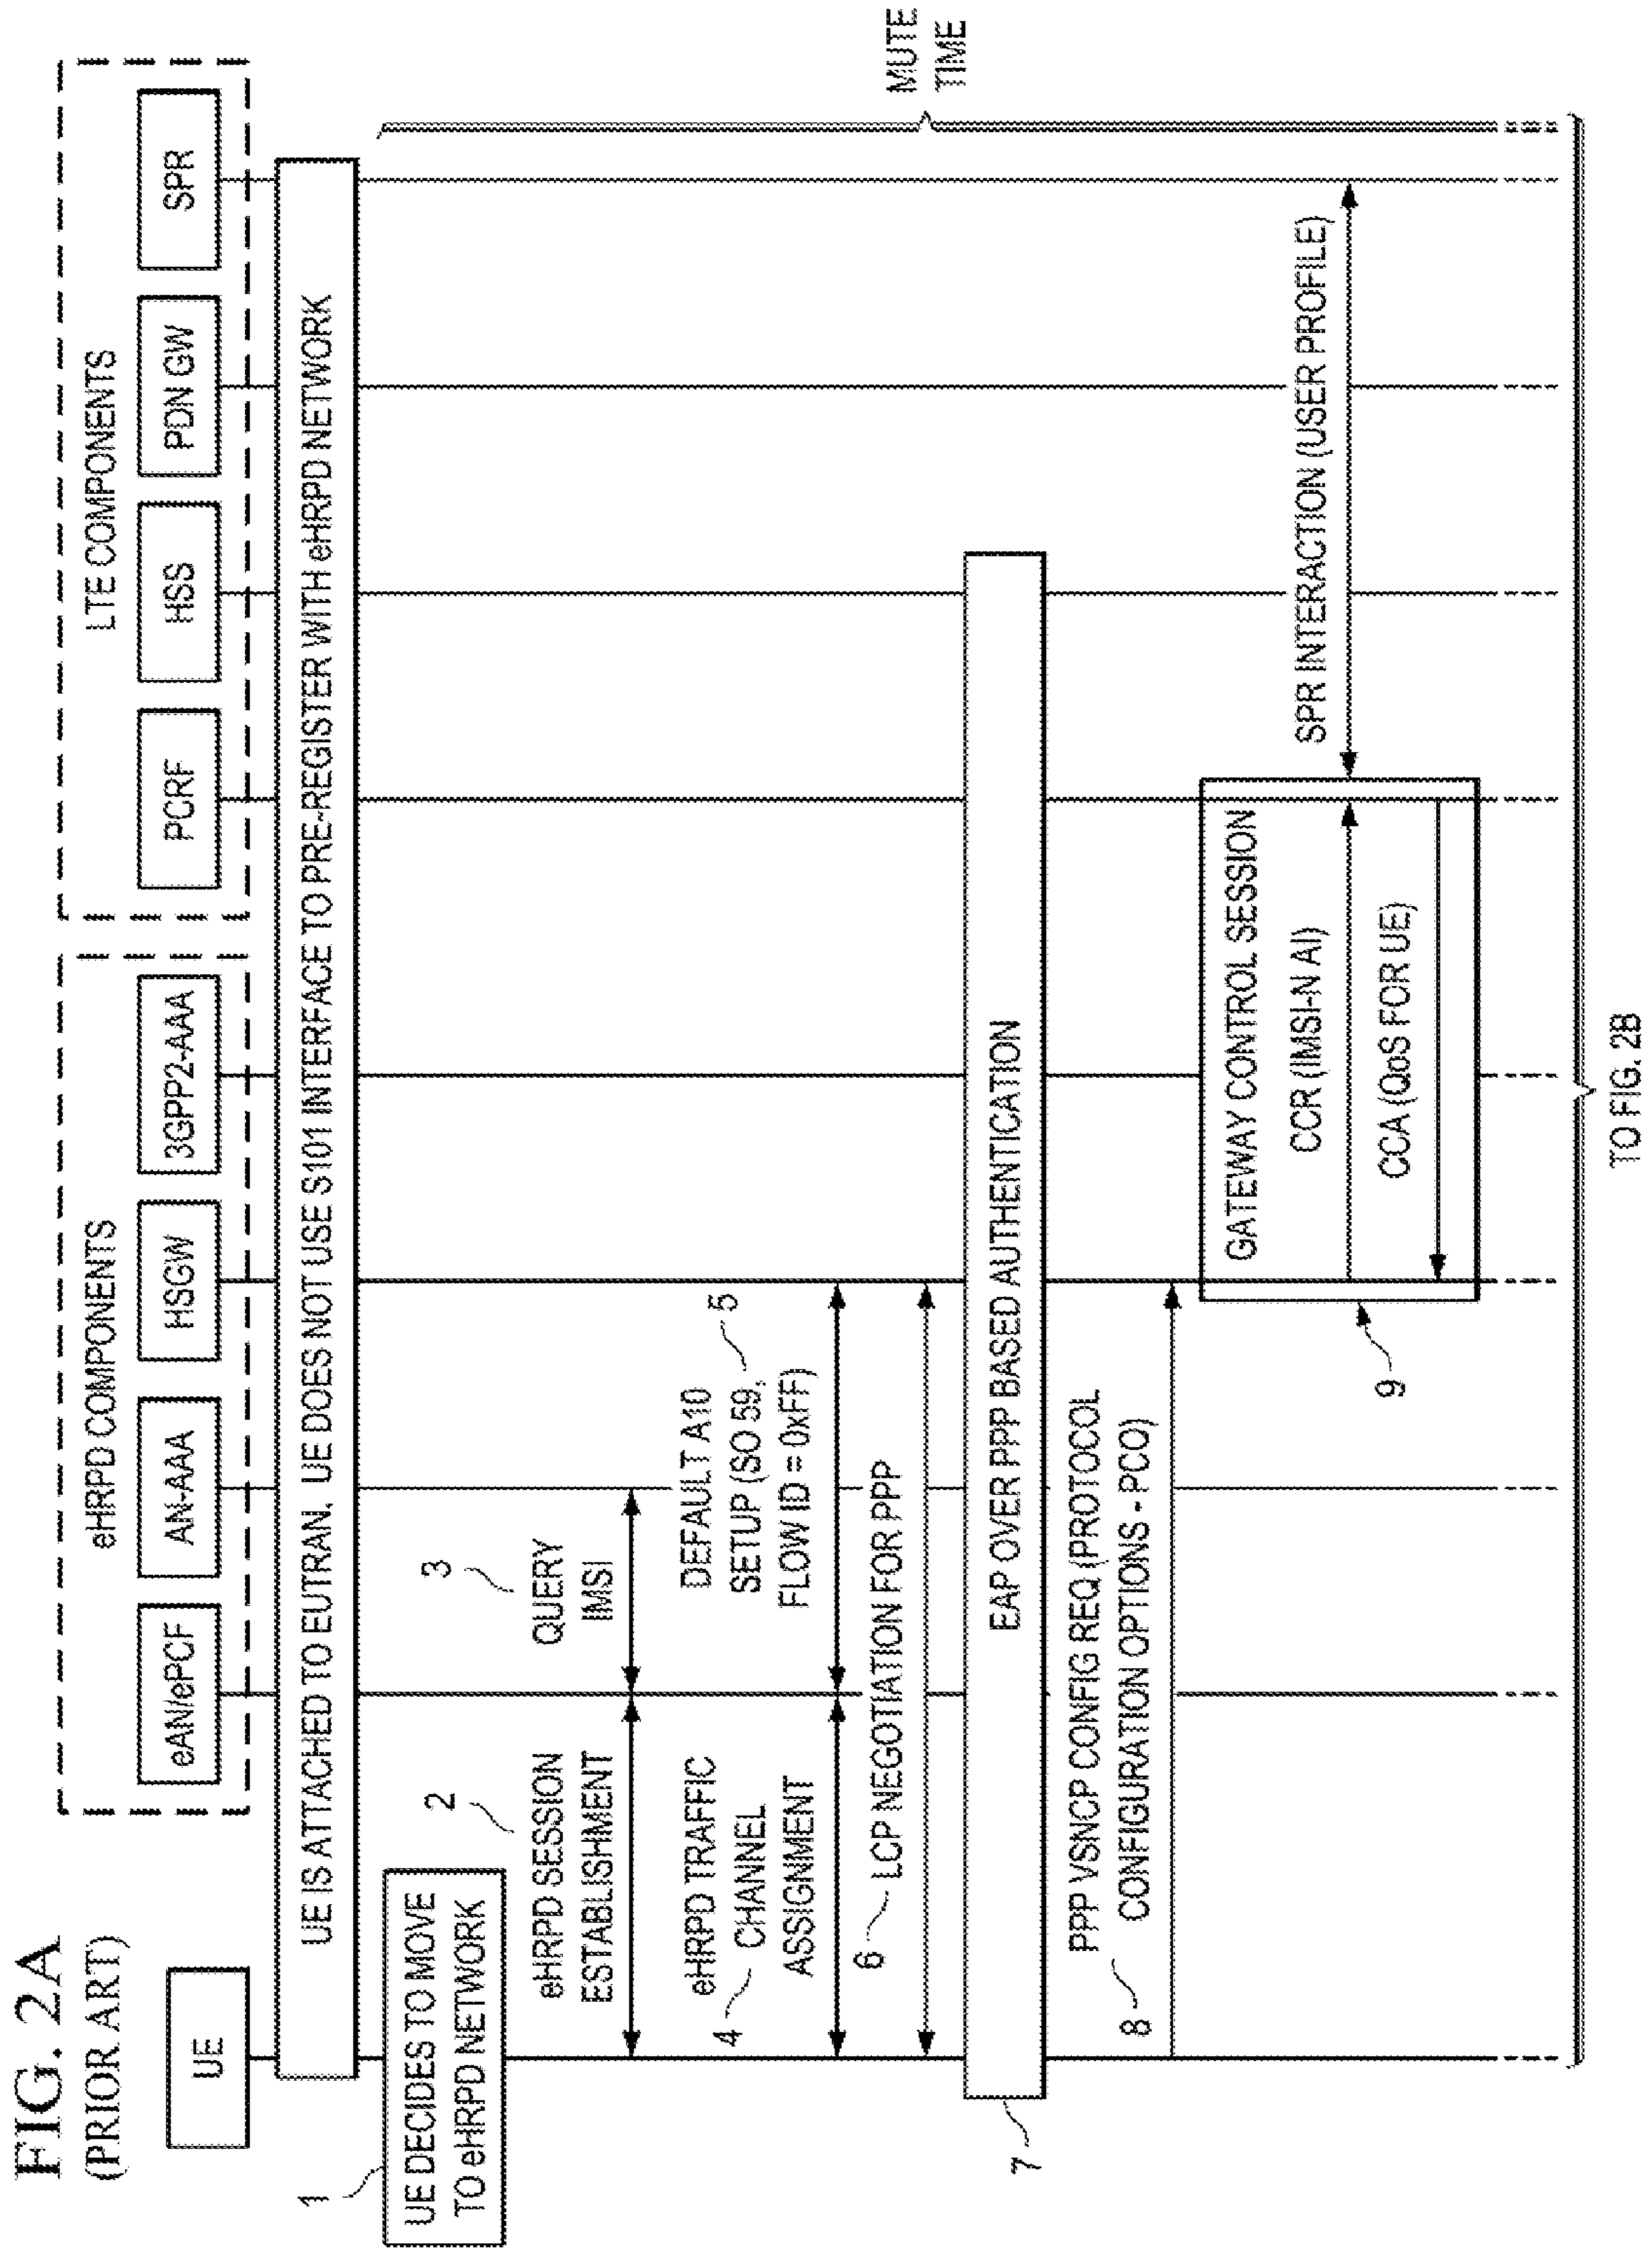 FIG. 2A
(PRIOR ART)
eHRPD COMPONENTS
LTE COMPONENTS
UE
eAN/ePCF
AN-AAA
HSGW
3GPP2-AAA
PCRF
HSS
PDN GW
SPR
UE IS ATTACHED TO EUTRAN. UE DOES NOT USE S101 INTERFACE TO PRE-REGISTER WITH eHRPD NETWORK
1
UE DECIDES TO MOVE
TO eHRPD NETWORK
2
eHRPD SESSION
ESTABLISHMENT
3
QUERY
IMSI
4
eHRPD TRAFFIC
CHANNEL
ASSIGNMENT
5
DEFAULT A10
SETUP (SO 59,
FLOW ID = 0xFF)
6
LCP NEGOTIATION FOR PPP
MUTE
TIME
7
EAP OVER PPP BASED AUTHENTICATION
8
PPP VSNCP CONFIG REQ (PROTOCOL
CONFIGURATION OPTIONS - PCO)
9
GATEWAY CONTROL SESSION
CCR (IMSI-N AI)
CCA (QoS FOR UE)
SPR INTERACTION (USER PROFILE)
TO FIG. 2B